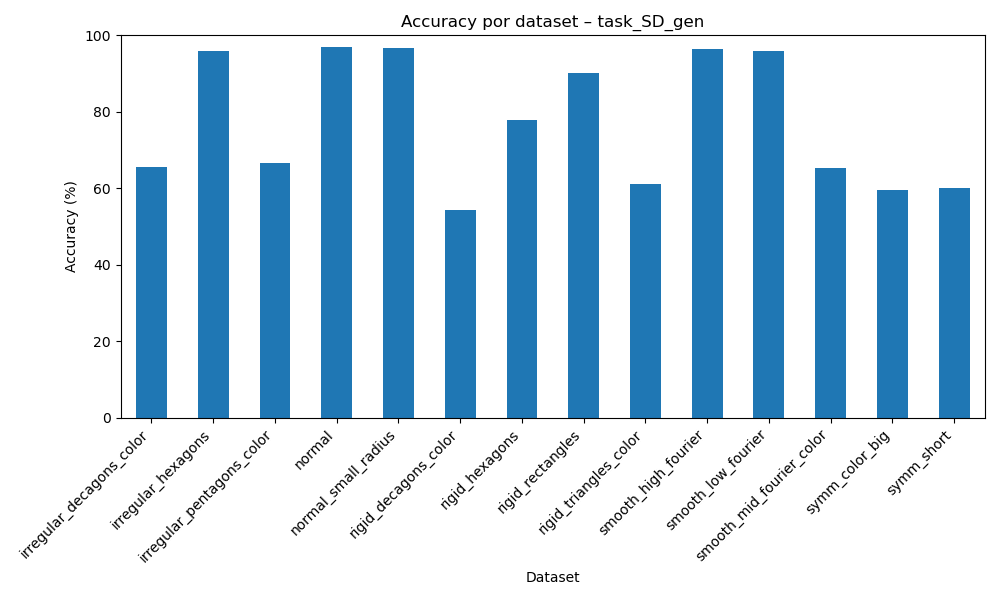 Accuracy por dataset – task_SD_gen
Accuracy (%)
100
80
60
40
20
0
irregular_decagons_color
irregular_hexagons
irregular_pentagons_color
normal
normal_small_radius
rigid_decagons_color
rigid_hexagons
rigid_rectangles
rigid_triangles_color
smooth_high_fourier
smooth_low_fourier
smooth_mid_fourier_color
symm_color_big
symm_short
Dataset